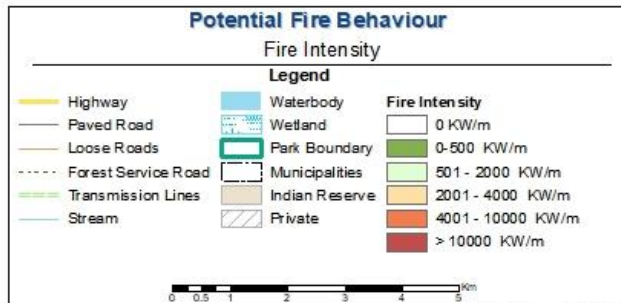 Potential Fire Behaviour
Fire Intensity
Legend
Highway
Paved Road
Loose Roads
Forest Service Road
Transmission Lines
Stream
Waterbody
Wetland
Park Boundary
Municipalities
Indian Reserve
Private
Fire Intensity
0 KW/m
0-500 KW/m
501 - 2000 KW/m
2001 - 4000 KW/m
4001 - 10000 KW/m
> 10000 KW/m
0 0.5 1 2 3 4 5 Km